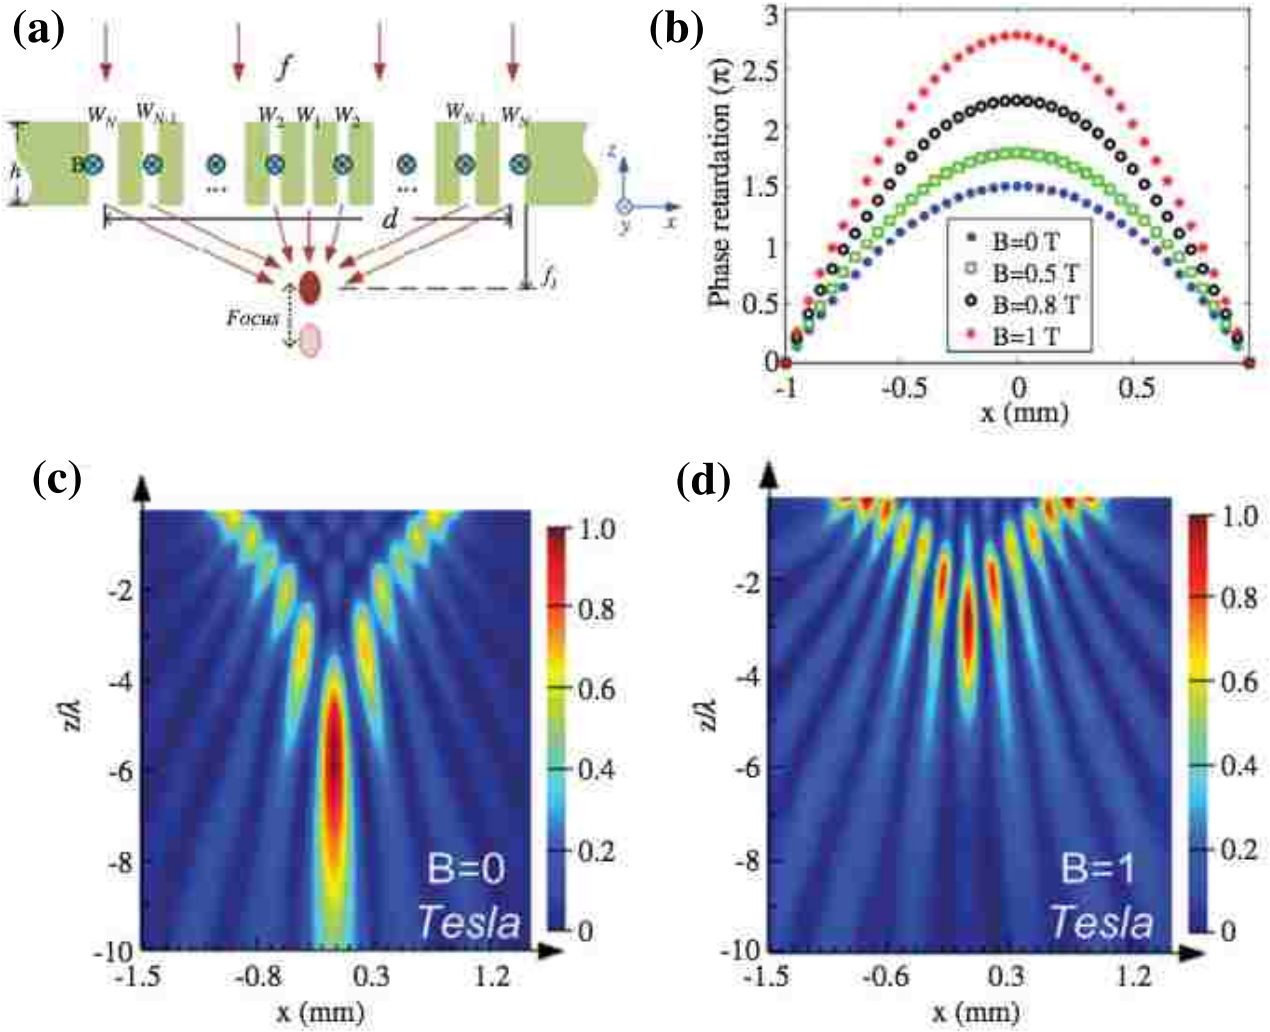 (a)
f
W_N W_{N-1} W_2 W_1 W_2 W_{N-1} W_N
h
B
... ...
d
z
y x
f_1
Focus
(b)
Phase retardation (π)
3
2.5
2
1.5
1
0.5
0
B=0 T
B=0.5 T
B=0.8 T
B=1 T
-1 -0.5 0 0.5
x (mm)
(c)
z/λ
-2
-4
-6
-8
-10
-1.5 -0.8 0.3 1.2
x (mm)
B=0
Tesla
1.0
0.8
0.6
0.4
0.2
0
(d)
z/λ
-2
-4
-6
-8
-10
-1.5 -0.6 0.3 1.2
x (mm)
B=1
Tesla
1.0
0.8
0.6
0.4
0.2
0